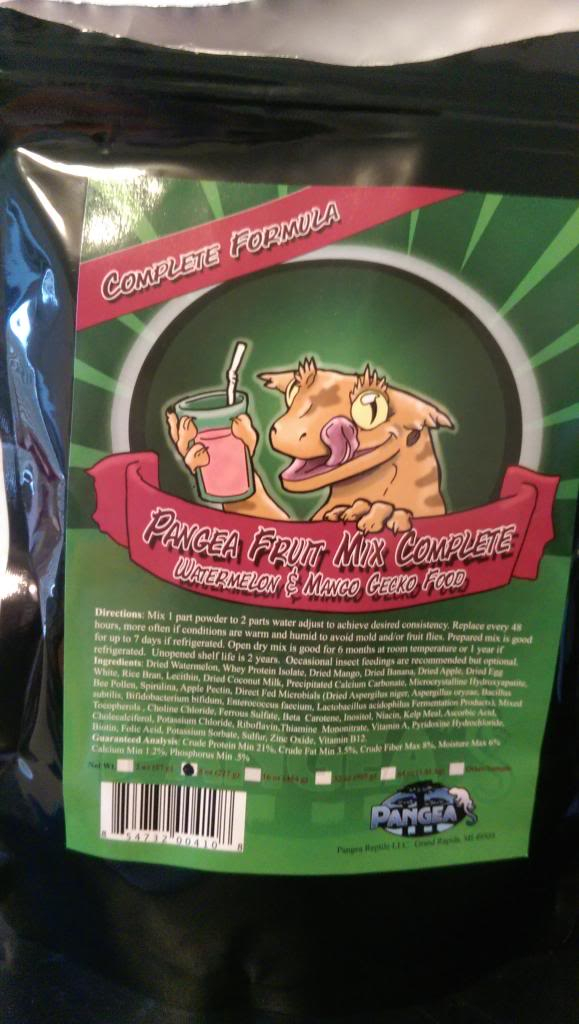 COMPLETE FORMULA
PANGEA FRUIT MIX COMPLETE
WATERMELON & MANGO GECKO FOOD
Directions: Mix 1 part powder to 2 parts water adjust to achieve desired consistency. Replace every 48
hours, more often if conditions are warm and humid to avoid mold and/or fruit flies. Prepared mix is good
for up to 7 days if refrigerated. Open dry mix is good for 6 months at room temperature or 1 year if
refrigerated. Unopened shelf life is 2 years. Occasional insect feedings are recommended but optional.
Ingredients: Dried Watermelon, Whey Protein Isolate, Dried Mango, Dried Banana, Dried Apple, Dried Egg
White, Rice Bran, Lecithin, Dried Coconut Milk, Precipitated Calcium Carbonate, Microcrystalline Hydroxyapatite,
Bee Pollen, Spirulina, Apple Pectin, Direct Fed Microbials (Dried Aspergilus niger, Aspergillus oryzae, Bacillus
subtilis, Bifidobacterium bifidum, Enterococcus faecium, Lactobacillus acidophilus Fermentation Products), Mixed
Tocopherols, Choline Chloride, Ferrous Sulfate, Beta Carotene, Inositol, Niacin, Kelp Meal, Ascorbic Acid,
Cholecalciferol, Potassium Chloride, Riboflavin, Thiamine Mononitrate, Vitamin A, Pyridoxine Hydrochloride,
Biotin, Folic Acid, Potassium Sorbate, Sulfur, Zinc Oxide, Vitamin B12.
Guaranteed Analysis: Crude Protein Min 21%, Crude Fat Min 3.5%, Crude Fiber Max 8%, Moisture Max 6%
Calcium Min 1.2%, Phosphorus Min .5%
Net Wt. 8 oz (227 g) 16 oz (454 g)
8 54732 00410 8
PANGEA
Pangea Reptile LLC Grand Rapids, MI